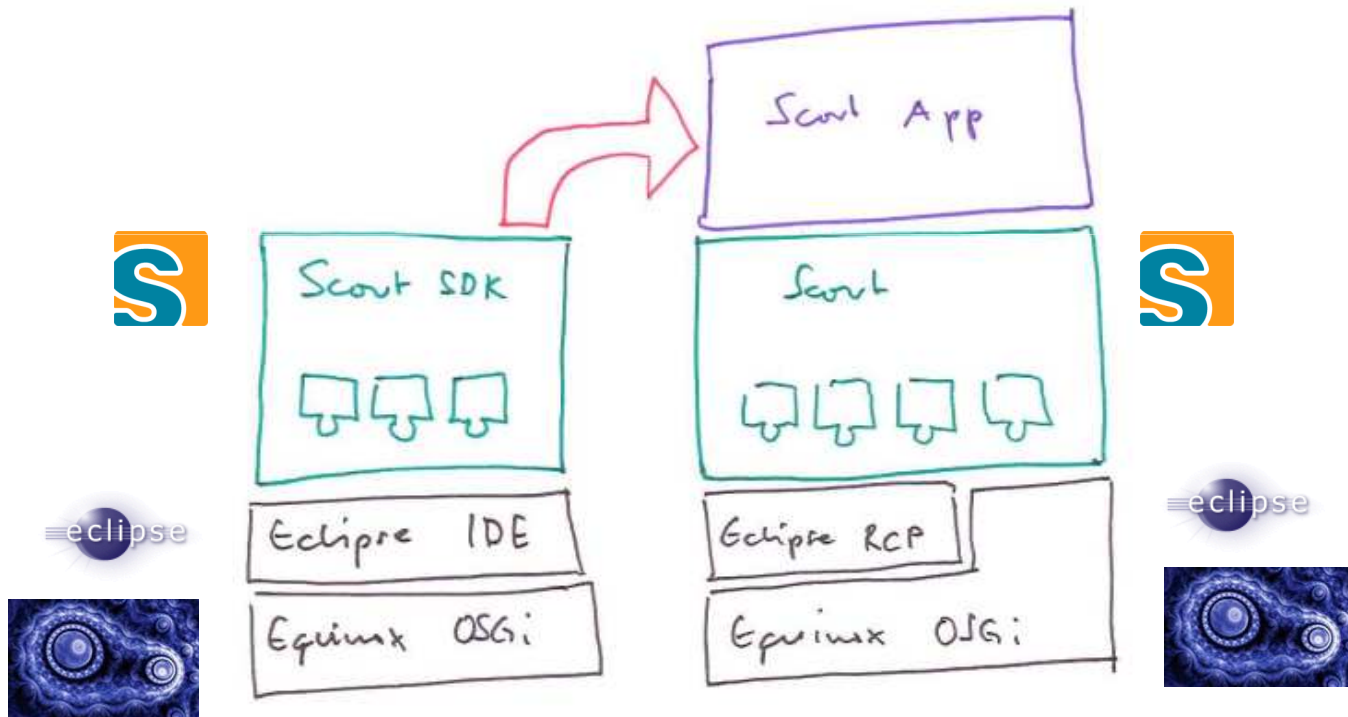 Scout App
Scout SDK
Scout
S
S
eclipse
eclipse
Eclipse IDE
Eclipse RCP
Equinox OSGi
Equinox OSGi